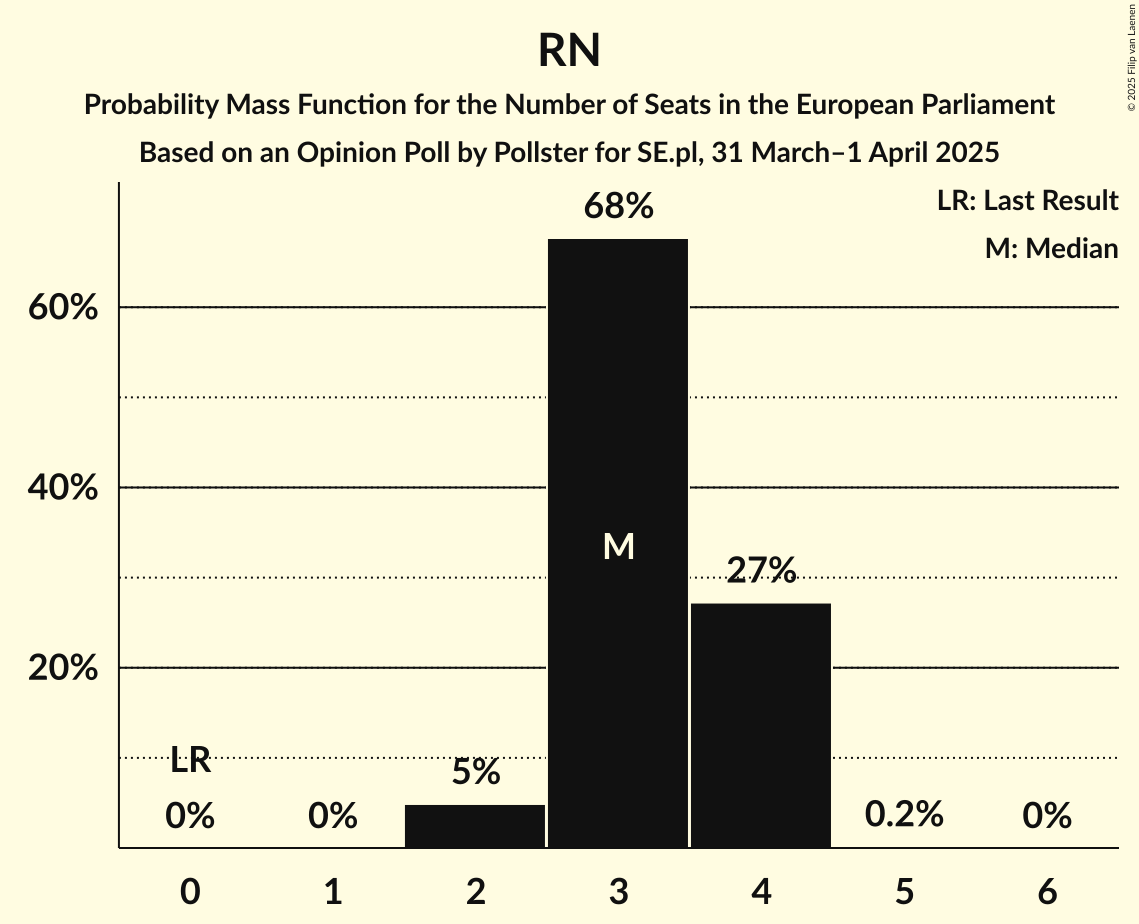 RN
Probability Mass Function for the Number of Seats in the European Parliament
Based on an Opinion Poll by Pollster for SE.pl, 31 March–1 April 2025
© 2025 Filip van Laenen
LR: Last Result
M: Median
68%
60%
40%
20%
M
27%
LR
5%
0%
0%
0.2%
0%
0 1 2 3 4 5 6